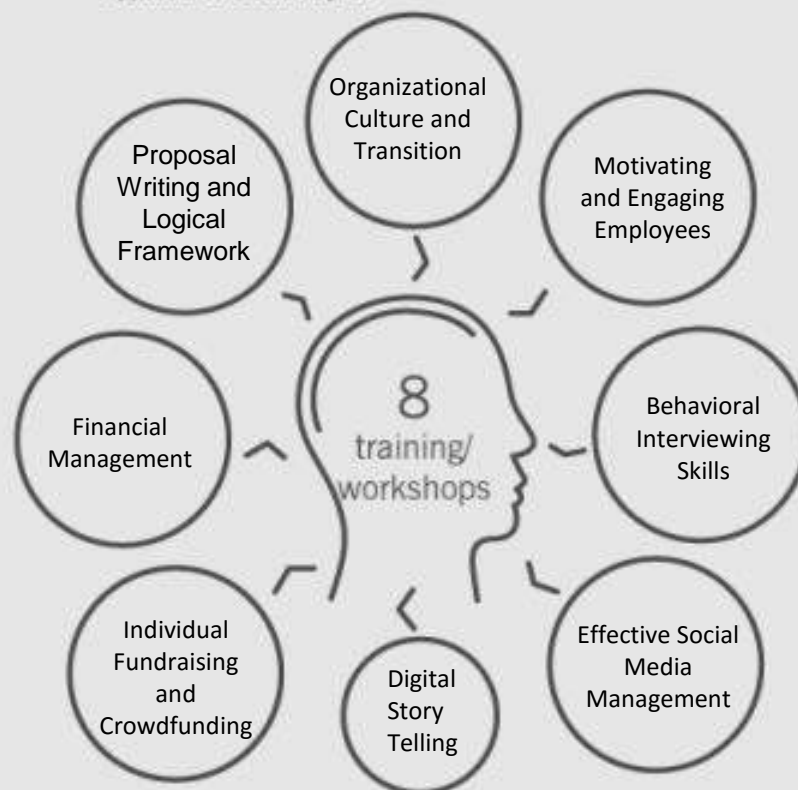 Organizational
Culture and
Transition
Motivating
and Engaging
Employees
Behavioral
Interviewing
Skills
Effective Social
Media
Management
Digital
Story
Telling
Individual
Fundraising
and
Crowdfunding
Financial
Management
Proposal
Writing and
Logical
Framework
8
training/
workshops